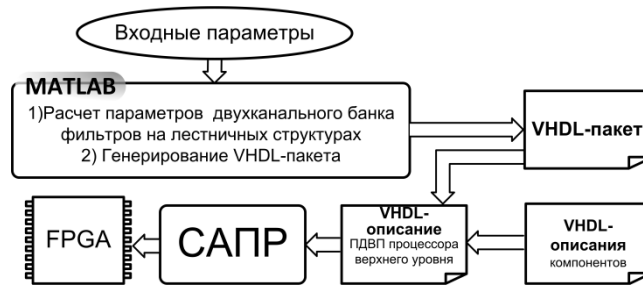 Входные параметры
MATLAB
1)Расчет параметров двухканального банка
фильтров на лестничных структурах
2) Генерирование VHDL-пакета
VHDL-пакет
FPGA
САПР
VHDL-
описание
ПДВП процессора
верхнего уровня
VHDL-
описания
компонентов